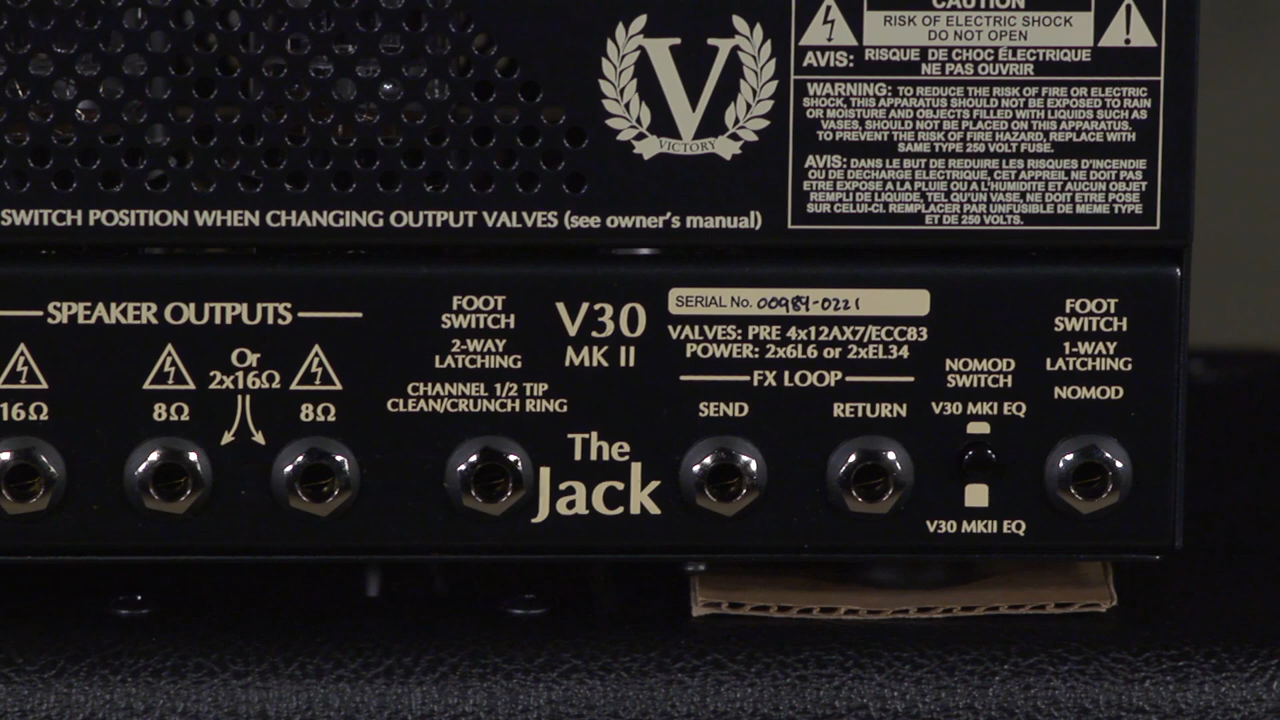 CAUTION
RISK OF ELECTRIC SHOCK
DO NOT OPEN
AVIS: RISQUE DE CHOC ÉLECTRIQUE
NE PAS OUVRIR
WARNING: TO REDUCE THE RISK OF FIRE OR ELECTRIC
SHOCK, THIS APPARATUS SHOULD NOT BE EXPOSED TO RAIN
OR MOISTURE AND OBJECTS FILLED WITH LIQUIDS SUCH AS
VASES, SHOULD NOT BE PLACED ON THIS APPARATUS.
TO PREVENT THE RISK OF FIRE HAZARD, REPLACE WITH
SAME TYPE 250 VOLT FUSE.
AVIS: DANS LE BUT DE REDUIRE LES RISQUES D'INCENDIE
OU DE DECHARGE ELECTRIQUE, CET APPREIL NE DOIT PAS
ETRE EXPOSE A LA PLUIE OU A L'HUMIDITE ET AUCUN OBJET
REMPLI DE LIQUIDE, TEL QU'UN VASE, NE DOIT ETRE POSE
SUR CELUI-CI. REMPLACER PAR UNFUSIBLE DE MEME TYPE
ET DE 250 VOLTS.
V
VICTORY
SWITCH POSITION WHEN CHANGING OUTPUT VALVES (see owner's manual)
SPEAKER OUTPUTS
16Ω
8Ω
Or
2x16Ω
8Ω
FOOT
SWITCH
2-WAY
LATCHING
CHANNEL 1/2 TIP
CLEAN/CRUNCH RING
V30
MK II
The
Jack
SERIAL No. 00989-0221
VALVES: PRE 4x12AX7/ECC83
POWER: 2x6L6 or 2xEL34
FX LOOP
SEND
RETURN
NOMOD
SWITCH
V30 MKI EQ
V30 MKII EQ
FOOT
SWITCH
1-WAY
LATCHING
NOMOD